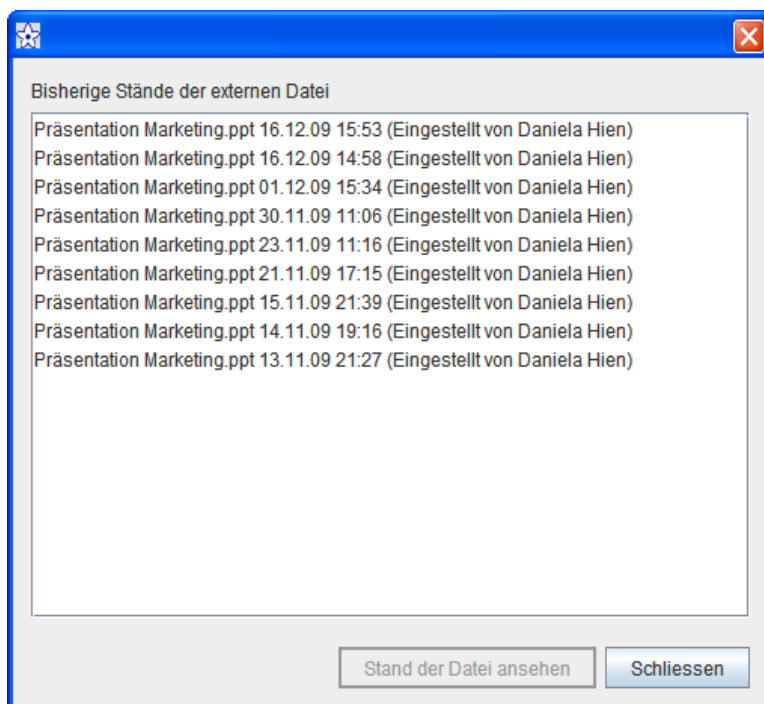 Bisherige Stände der externen Datei
Präsentation Marketing.ppt 16.12.09 15:53 (Eingestellt von Daniela Hien)
Präsentation Marketing.ppt 16.12.09 14:58 (Eingestellt von Daniela Hien)
Präsentation Marketing.ppt 01.12.09 15:34 (Eingestellt von Daniela Hien)
Präsentation Marketing.ppt 30.11.09 11:06 (Eingestellt von Daniela Hien)
Präsentation Marketing.ppt 23.11.09 11:16 (Eingestellt von Daniela Hien)
Präsentation Marketing.ppt 21.11.09 17:15 (Eingestellt von Daniela Hien)
Präsentation Marketing.ppt 15.11.09 21:39 (Eingestellt von Daniela Hien)
Präsentation Marketing.ppt 14.11.09 19:16 (Eingestellt von Daniela Hien)
Präsentation Marketing.ppt 13.11.09 21:27 (Eingestellt von Daniela Hien)
Stand der Datei ansehen Schliessen